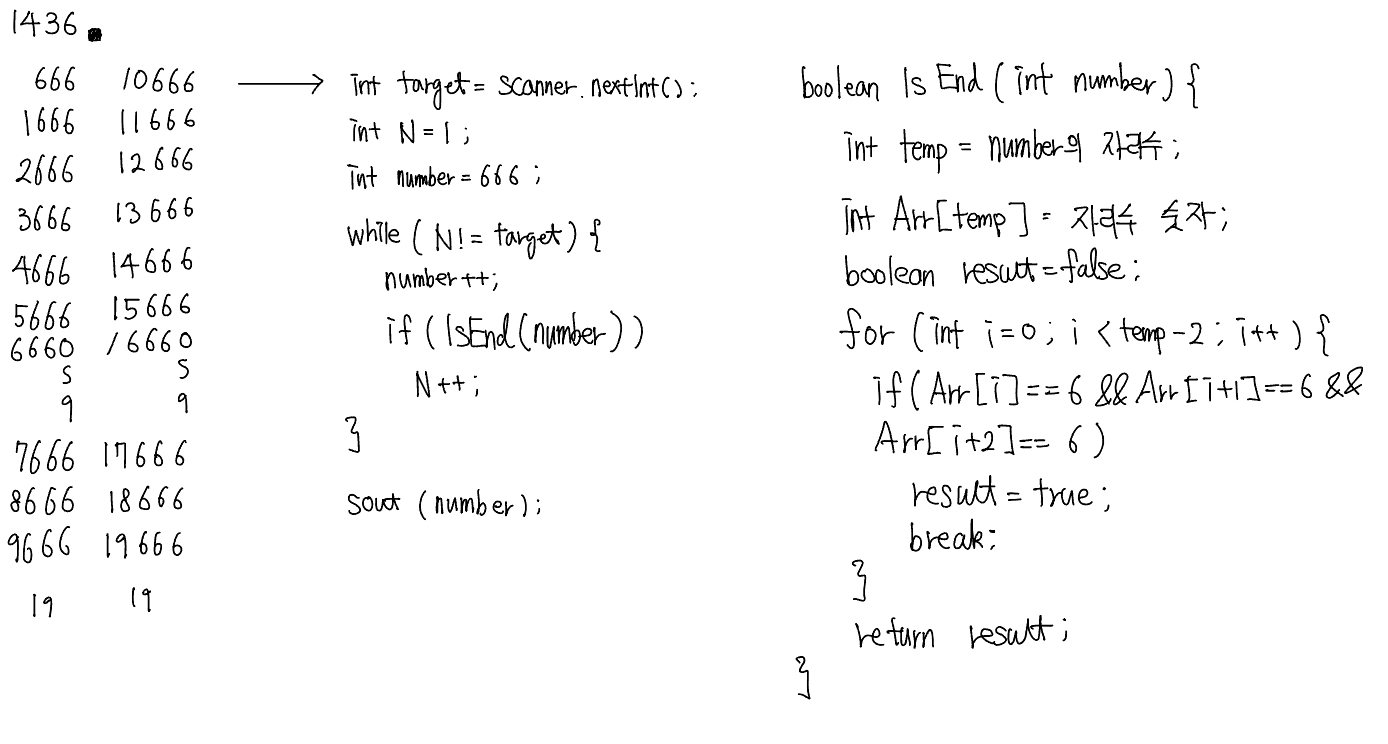 1436.
666 10666
1666 11666
2666 12666
3666 13666
4666 14666
5666 15666
6660 16660
S S
9 9
7666 17666
8666 18666
9666 19666
19 19
int target = scanner.nextInt();
int N = 1 ;
int number = 666 ;
while ( N != target ) {
number ++;
if ( IsEnd(number))
N++;
}
sout (number);
boolean Is End ( int number ) {
int temp = number의 자리수 ;
int Arr[temp] = 자리수 숫자;
boolean result = false;
for ( int i=0 ; i < temp-2 ; i++ ) {
if( Arr[i]==6 && Arr[i+1]==6 &&
Arr[i+2]== 6 )
result = true ;
break;
}
return result ;
}